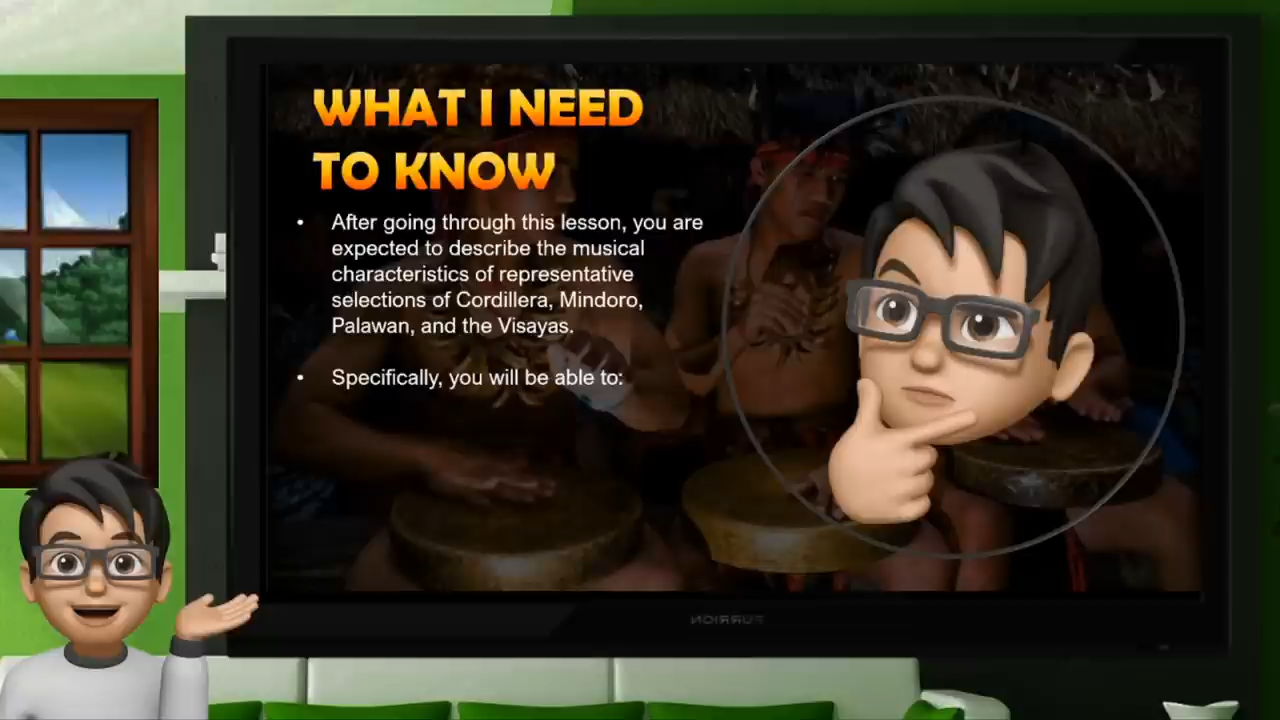 WHAT I NEED
TO KNOW
• After going through this lesson, you are
expected to describe the musical
characteristics of representative
selections of Cordillera, Mindoro,
Palawan, and the Visayas.
• Specifically, you will be able to: